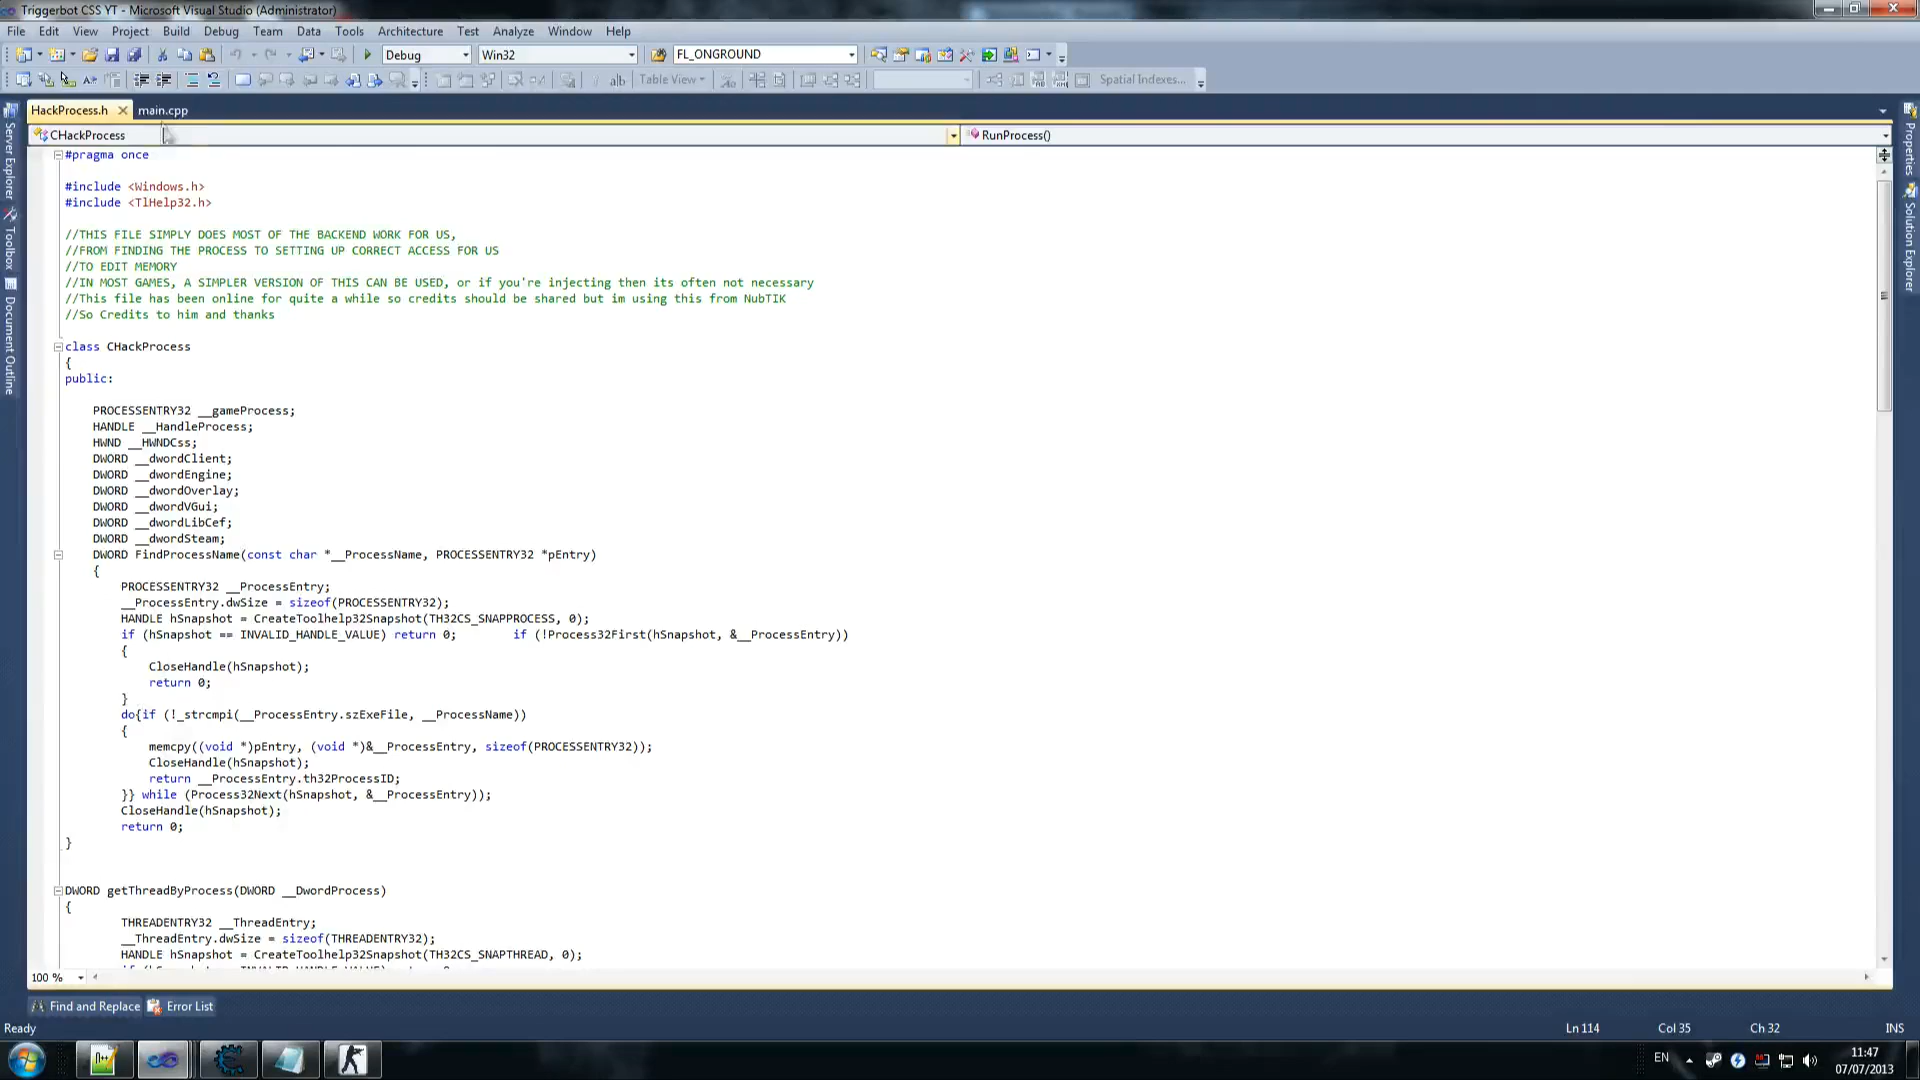 Triggerbot CSS YT - Microsoft Visual Studio (Administrator)
File Edit View Project Build Debug Team Data Tools Architecture Test Analyze Window Help
Debug Win32 FL_ONGROUND
Table View Spatial Indexes...
HackProcess.h main.cpp
CHackProcess RunProcess()
Server Explorer
Toolbox
Document Outline
Properties
Solution Explorer
#pragma once
#include <Windows.h>
#include <TlHelp32.h>
//THIS FILE SIMPLY DOES MOST OF THE BACKEND WORK FOR US,
//FROM FINDING THE PROCESS TO SETTING UP CORRECT ACCESS FOR US
//TO EDIT MEMORY
//IN MOST GAMES, A SIMPLER VERSION OF THIS CAN BE USED, or if you're injecting then its often not necessary
//This file has been online for quite a while so credits should be shared but im using this from NubTIK
//So Credits to him and thanks
class CHackProcess
{
public:
PROCESSENTRY32 __gameProcess;
HANDLE __HandleProcess;
HWND __HWNDCss;
DWORD __dwordClient;
DWORD __dwordEngine;
DWORD __dwordOverlay;
DWORD __dwordVGui;
DWORD __dwordLibCef;
DWORD __dwordSteam;
DWORD FindProcessName(const char *__ProcessName, PROCESSENTRY32 *pEntry)
{
PROCESSENTRY32 __ProcessEntry;
__ProcessEntry.dwSize = sizeof(PROCESSENTRY32);
HANDLE hSnapshot = CreateToolhelp32Snapshot(TH32CS_SNAPPROCESS, 0);
if (hSnapshot == INVALID_HANDLE_VALUE) return 0; if (!Process32First(hSnapshot, &__ProcessEntry))
{
CloseHandle(hSnapshot);
return 0;
}
do{if (!_strcmpi(__ProcessEntry.szExeFile, __ProcessName))
{
memcpy((void *)pEntry, (void *)&__ProcessEntry, sizeof(PROCESSENTRY32));
CloseHandle(hSnapshot);
return __ProcessEntry.th32ProcessID;
}} while (Process32Next(hSnapshot, &__ProcessEntry));
CloseHandle(hSnapshot);
return 0;
}
DWORD getThreadByProcess(DWORD __DwordProcess)
{
THREADENTRY32 __ThreadEntry;
__ThreadEntry.dwSize = sizeof(THREADENTRY32);
HANDLE hSnapshot = CreateToolhelp32Snapshot(TH32CS_SNAPTHREAD, 0);
100 %
Find and Replace Error List
Ready Ln 114 Col 35 Ch 32 INS
EN 11:47
07/07/2013